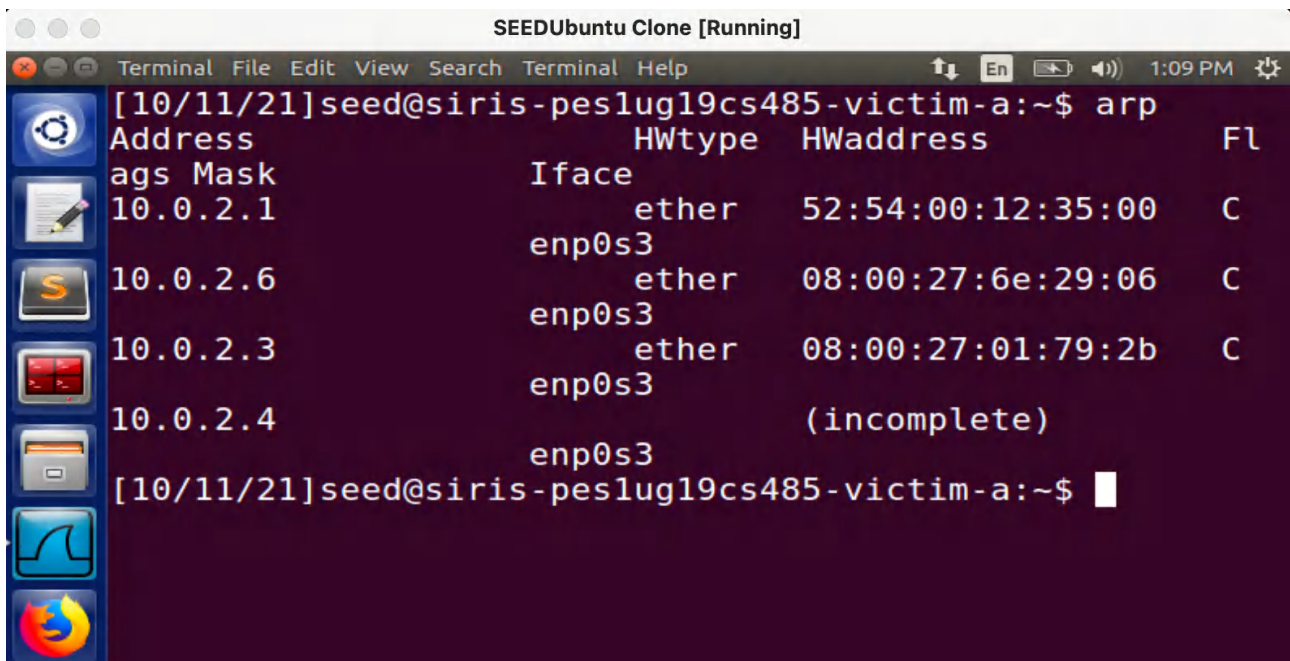 SEEDUbuntu Clone [Running]
Terminal File Edit View Search Terminal Help En 1:09 PM
[10/11/21]seed@siris-pes1ug19cs485-victim-a:~$ arp
Address HWtype HWaddress Fl
ags Mask Iface
10.0.2.1 ether 52:54:00:12:35:00 C
enp0s3
10.0.2.6 ether 08:00:27:6e:29:06 C
enp0s3
10.0.2.3 ether 08:00:27:01:79:2b C
enp0s3
10.0.2.4 (incomplete)
enp0s3
[10/11/21]seed@siris-pes1ug19cs485-victim-a:~$